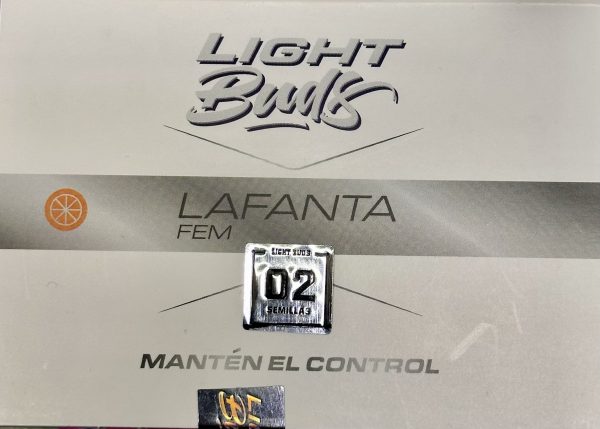 LIGHT
Buds
LAFANTA
FEM
LIGHT BUDS
02
SEMILLAS
MANTÉN EL CONTROL